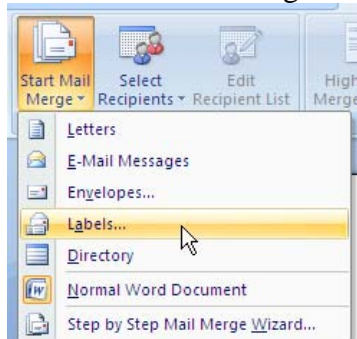 Start Mail Select Edit High
Merge Recipients Recipient List Merge
Letters
E-Mail Messages
Envelopes...
Labels...
Directory
Normal Word Document
Step by Step Mail Merge Wizard...